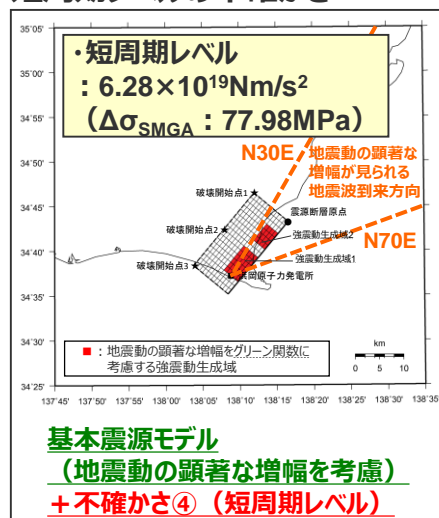 ・短周期レベル
：6.28×10¹⁹Nm/s²
（ΔσSMGA：77.98MPa）
35°05'
35°00'
34°55'
34°50'
34°45'
34°40'
34°35'
34°30'
34°25'
N30E
地震動の顕著な
増幅が見られる
地震波到来方向
N70E
破壊開始点1
震源断層原点
破壊開始点2
強震動生成域2
強震動生成域1
破壊開始点3
岡原子力発電所
■：地震動の顕著な増幅をグリーン関数に
考慮する強震動生成域
km
0 5 10
137°45' 137°50' 137°55' 138°00' 138°05' 138°10' 138°15' 138°20' 138°25' 138°30' 138°35'
基本震源モデル
（地震動の顕著な増幅を考慮）
＋不確かさ④（短周期レベル）